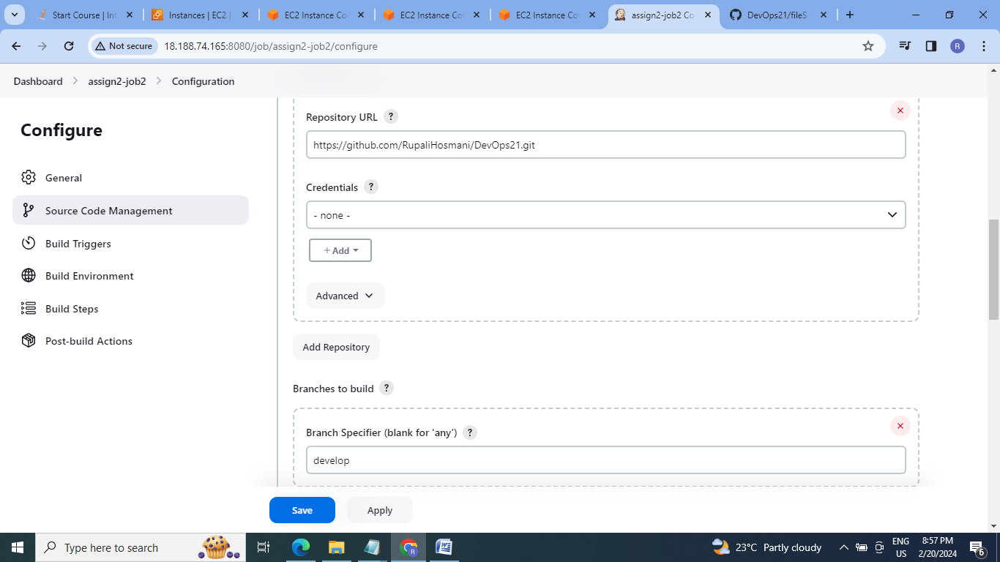 Start Course | Int
Instances | EC2 |
EC2 Instance Co
EC2 Instance Co
EC2 Instance Co
assign2-job2 Co
DevOps21/fileS
Not secure
18.188.74.165:8080/job/assign2-job2/configure
R
Dashboard
assign2-job2
Configuration
Configure
General
Source Code Management
Build Triggers
Build Environment
Build Steps
Post-build Actions
Repository URL ?
https://github.com/RupaliHosmani/DevOps21.git
Credentials ?
- none -
+ Add
Advanced
Add Repository
Branches to build ?
Branch Specifier (blank for 'any') ?
develop
Save
Apply
Type here to search
R
W
23°C Partly cloudy
ENG
US
8:57 PM
2/20/2024
6